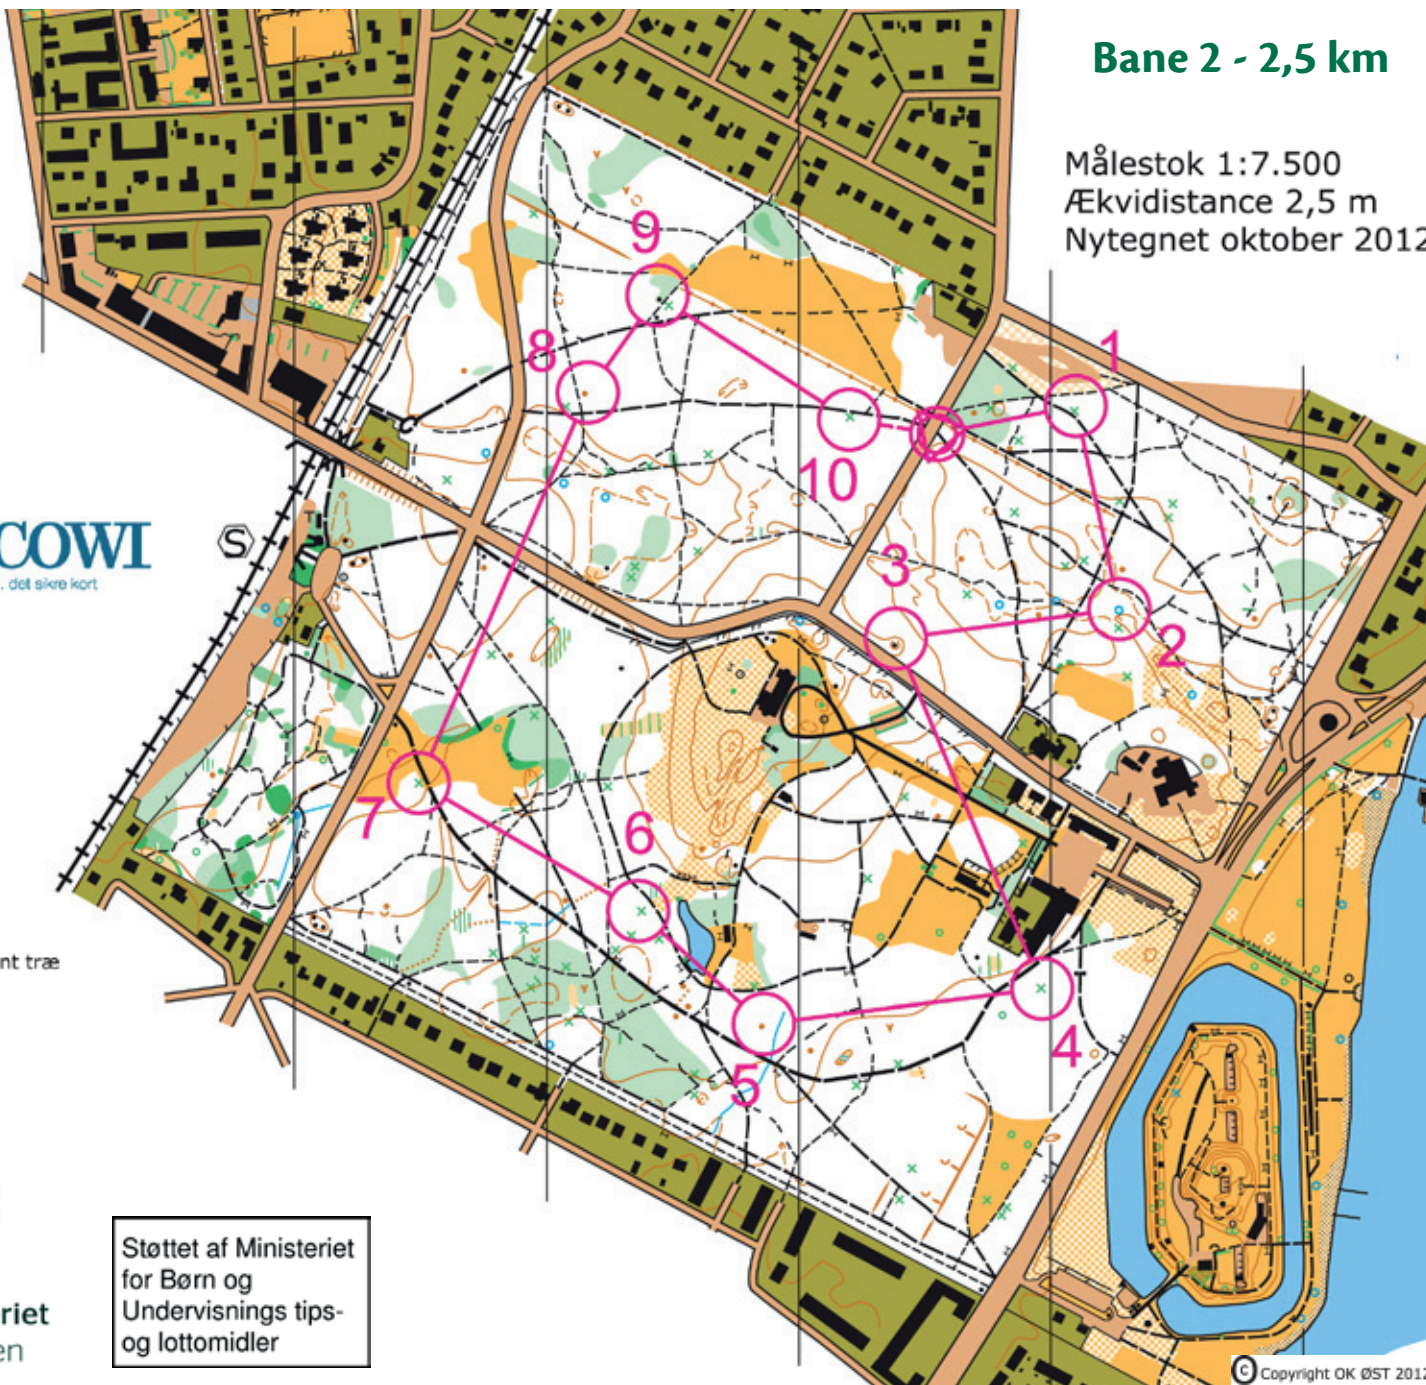 Bane 2 - 2,5 km
Målestok 1:7.500
Ækvidistance 2,5 m
Nytegnet oktober 2012
9
1
8
10
3
COWI
. det sikre kort
S
2
7
6
nt træ
4
5
Støttet af Ministeriet
for Børn og
Undervisnings tips-
og lottomidler
riet
en
© Copyright OK ØST 2012